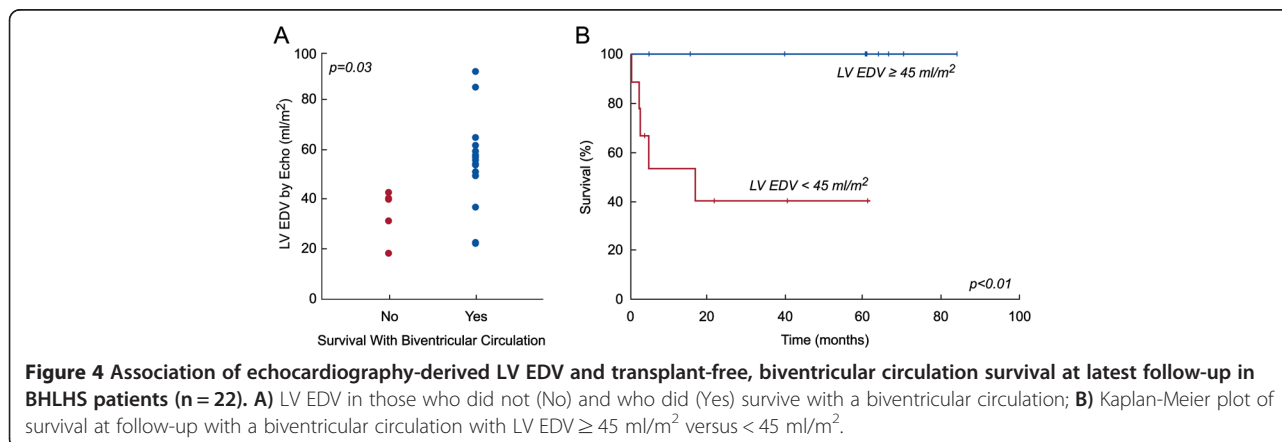 A
p=0.03
LV EDV by Echo (ml/m²)
100
80
60
40
20
0
No
Yes
Survival With Biventricular Circulation
B
Survival (%)
100
80
60
40
20
0
LV EDV ≥ 45 ml/m²
LV EDV < 45 ml/m²
p<0.01
0
20
40
60
80
100
Time (months)
Figure 4 Association of echocardiography-derived LV EDV and transplant-free, biventricular circulation survival at latest follow-up in
BHLHS patients (n = 22). A) LV EDV in those who did not (No) and who did (Yes) survive with a biventricular circulation; B) Kaplan-Meier plot of
survival at follow-up with a biventricular circulation with LV EDV ≥ 45 ml/m² versus < 45 ml/m².